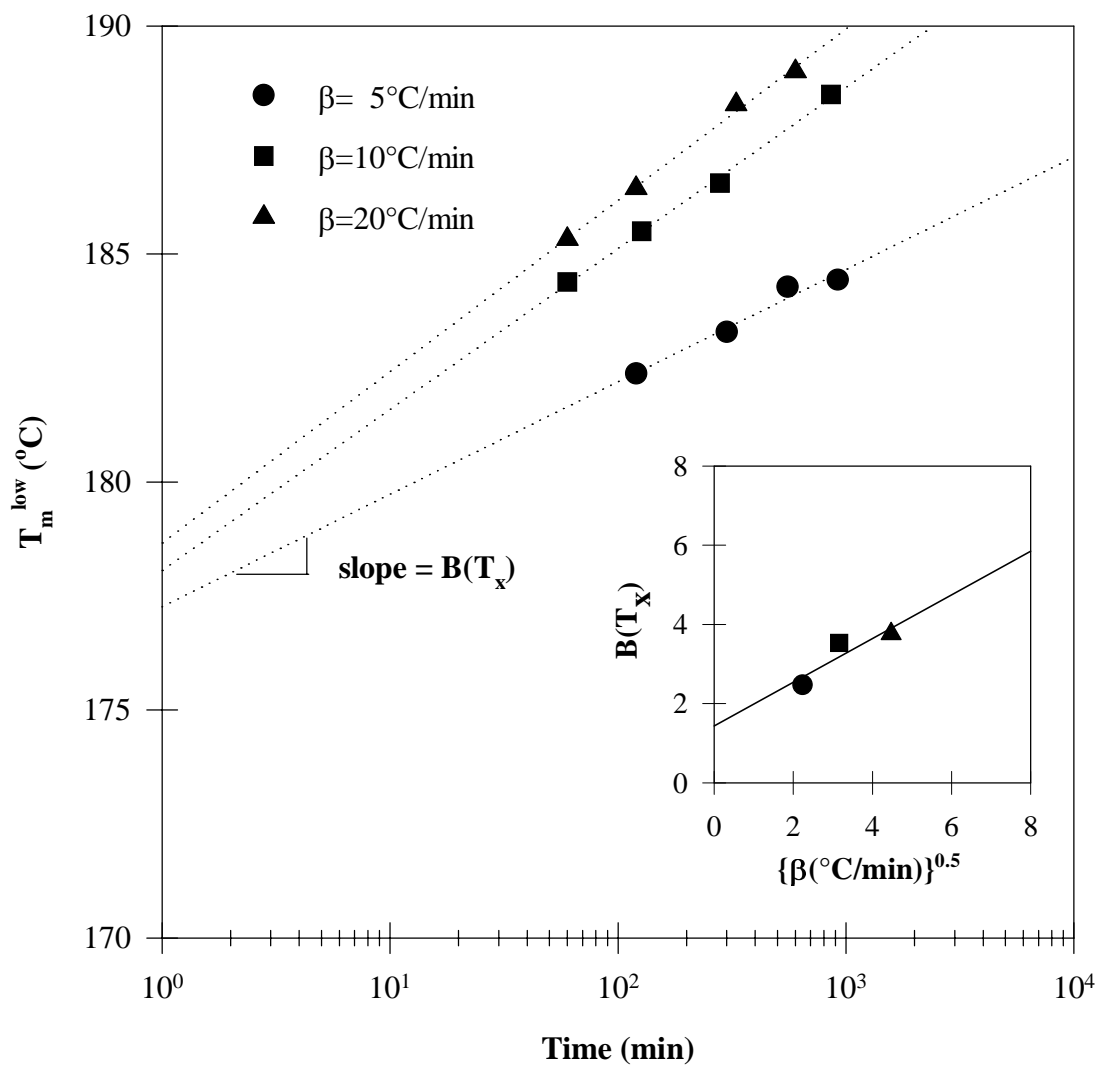 190
185
180
175
170
T_m^low (°C)
β= 5°C/min
β=10°C/min
β=20°C/min
slope = B(T_x)
8
6
4
2
0
B(T_x)
0 2 4 6 8
{β(°C/min)}^0.5
10^0 10^1 10^2 10^3 10^4
Time (min)